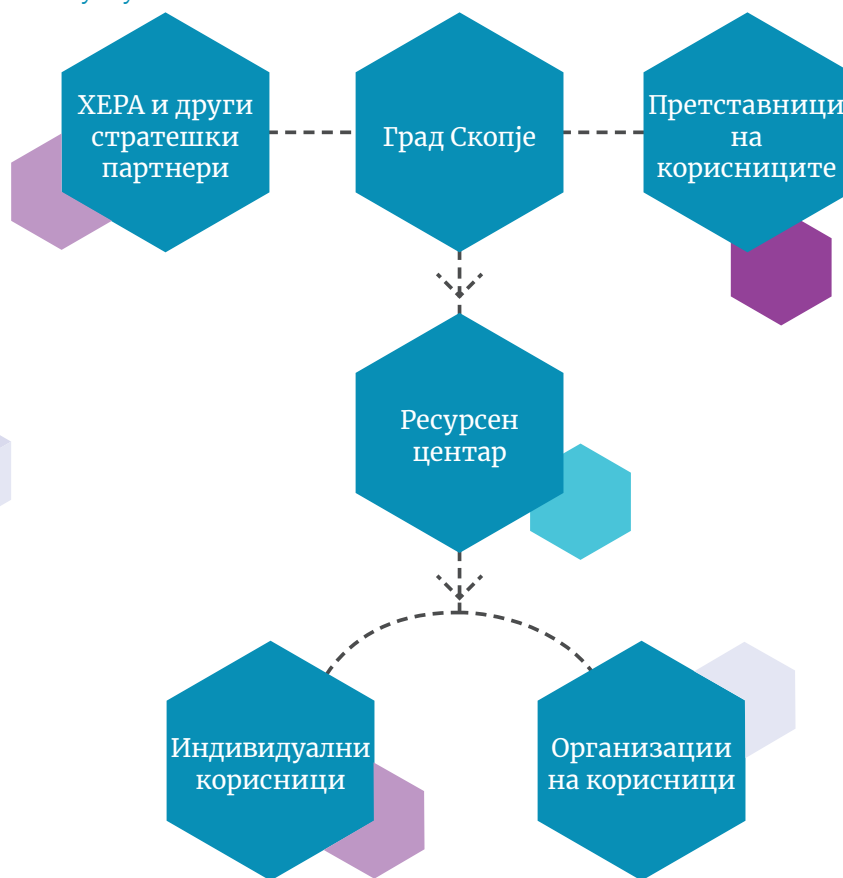 ХЕРА и други
стратешки
партнери
Град Скопје
Претставници
на
корисниците
Ресурсен
центар
Индивидуални
корисници
Организации
на корисници